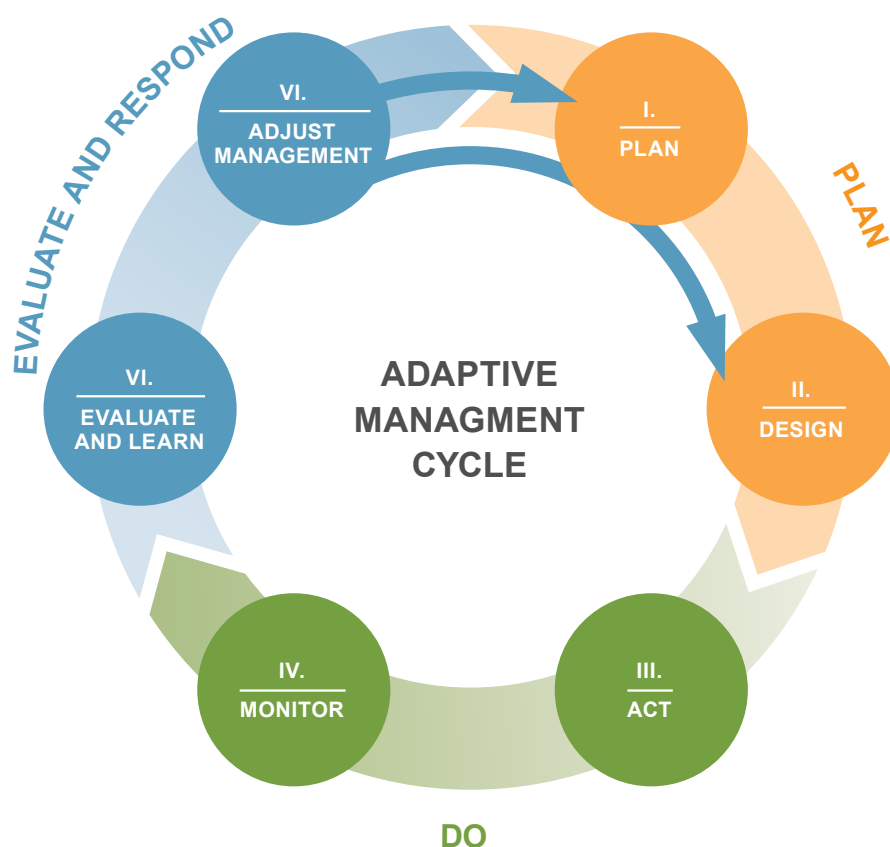 EVALUATE AND RESPOND
PLAN
DO
ADAPTIVE
MANAGMENT
CYCLE
I.
PLAN
II.
DESIGN
III.
ACT
IV.
MONITOR
VI.
EVALUATE
AND LEARN
VI.
ADJUST
MANAGEMENT